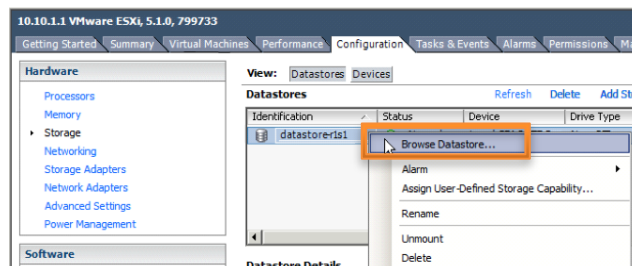 10.10.1.1 VMware ESXi, 5.1.0, 799733
Getting Started Summary Virtual Machines Performance Configuration Tasks & Events Alarms Permissions
Hardware
Processors
Memory
Storage
Networking
Storage Adapters
Network Adapters
Advanced Settings
Power Management
Software
View: Datastores Devices
Datastores Refresh Delete Add
Identification Status Device Drive Type
datastore-r1s1
Browse Datastore...
Alarm
Assign User-Defined Storage Capability...
Rename
Unmount
Delete
Datastore Details